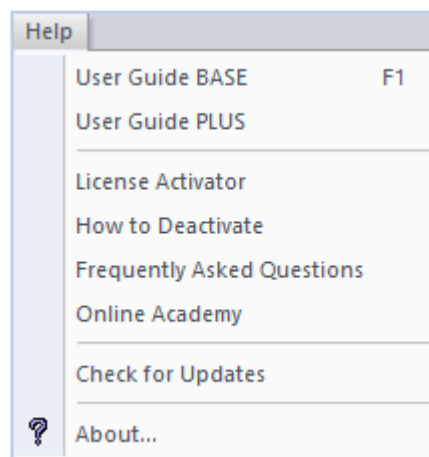 Help
User Guide BASE F1
User Guide PLUS
License Activator
How to Deactivate
Frequently Asked Questions
Online Academy
Check for Updates
About...